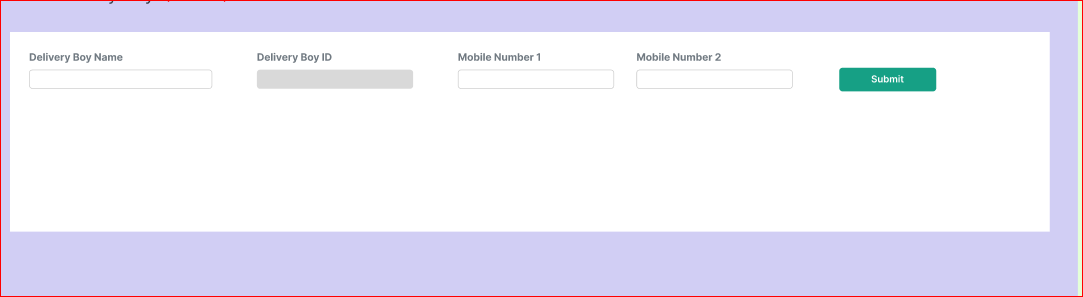 Delivery Boy Name
Delivery Boy ID
Mobile Number 1
Mobile Number 2
Submit